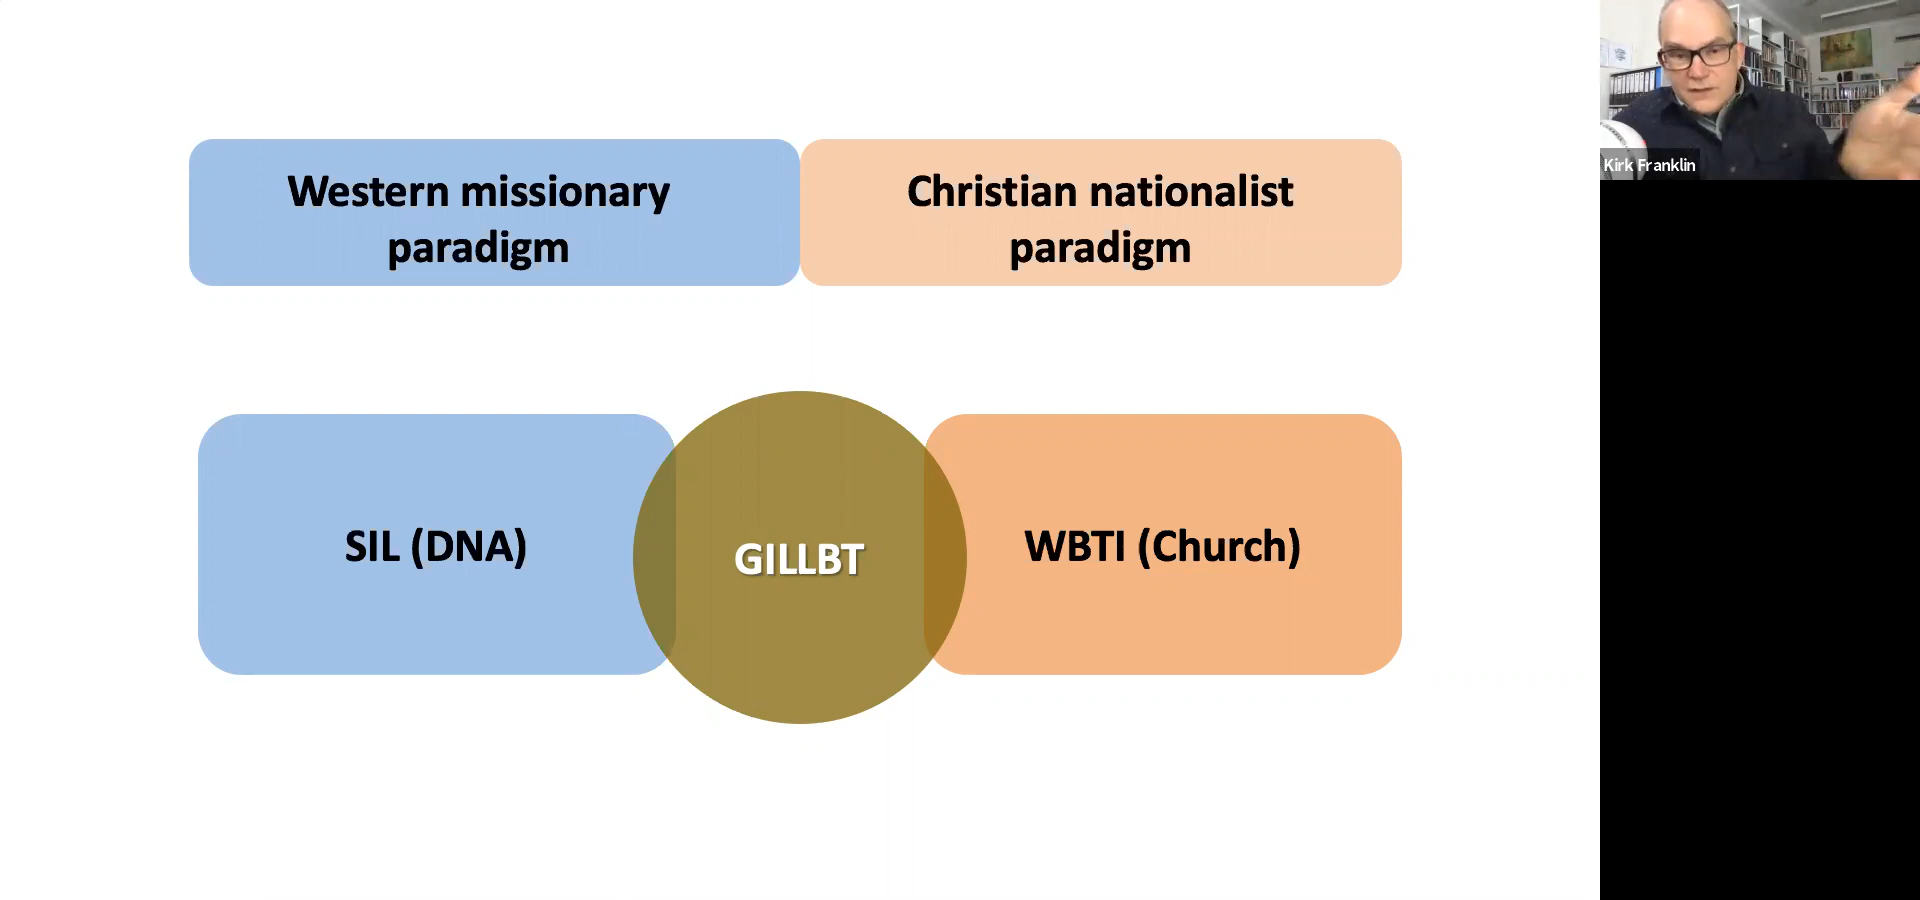 Western missionary
paradigm
Christian nationalist
paradigm
SIL (DNA)
GILLBT
WBTI (Church)
Kirk Franklin